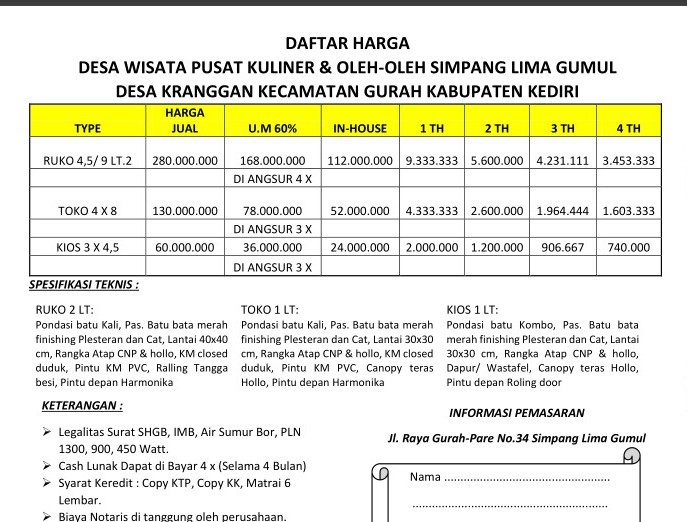 DAFTAR HARGA
DESA WISATA PUSAT KULINER & OLEH-OLEH SIMPANG LIMA GUMUL
DESA KRANGGAN KECAMATAN GURAH KABUPATEN KEDIRI
TYPE HARGA JUAL U.M 60% IN-HOUSE 1 TH 2 TH 3 TH 4 TH
RUKO 4,5/ 9 LT.2 280.000.000 168.000.000 112.000.000 9.333.333 5.600.000 4.231.111 3.453.333
DI ANGSUR 4 X
TOKO 4 X 8 130.000.000 78.000.000 52.000.000 4.333.333 2.600.000 1.964.444 1.603.333
DI ANGSUR 3 X
KIOS 3 X 4,5 60.000.000 36.000.000 24.000.000 2.000.000 1.200.000 906.667 740.000
DI ANGSUR 3 X
SPESIFIKASI TEKNIS :
RUKO 2 LT:
Pondasi batu Kali, Pas. Batu bata merah
finishing Plesteran dan Cat, Lantai 40x40
cm, Rangka Atap CNP & hollo, KM closed
duduk, Pintu KM PVC, Ralling Tangga
besi, Pintu depan Harmonika
TOKO 1 LT:
Pondasi batu Kali, Pas. Batu bata merah
finishing Plesteran dan Cat, Lantai 30x30
cm, Rangka Atap CNP & hollo, KM closed
duduk, Pintu KM PVC, Canopy teras
Hollo, Pintu depan Harmonika
KIOS 1 LT:
Pondasi batu Kombo, Pas. Batu bata
merah finishing Plesteran dan Cat, Lantai
30x30 cm, Rangka Atap CNP & hollo,
Dapur/ Wastafel, Canopy teras Hollo,
Pintu depan Roling door
KETERANGAN :
➢ Legalitas Surat SHGB, IMB, Air Sumur Bor, PLN
1300, 900, 450 Watt.
➢ Cash Lunak Dapat di Bayar 4 x (Selama 4 Bulan)
➢ Syarat Keredit : Copy KTP, Copy KK, Matrai 6
Lembar.
➢ Biaya Notaris di tanggung oleh perusahaan.
INFORMASI PEMASARAN
Jl. Raya Gurah-Pare No.34 Simpang Lima Gumul
Nama ..................................................
..........................................................